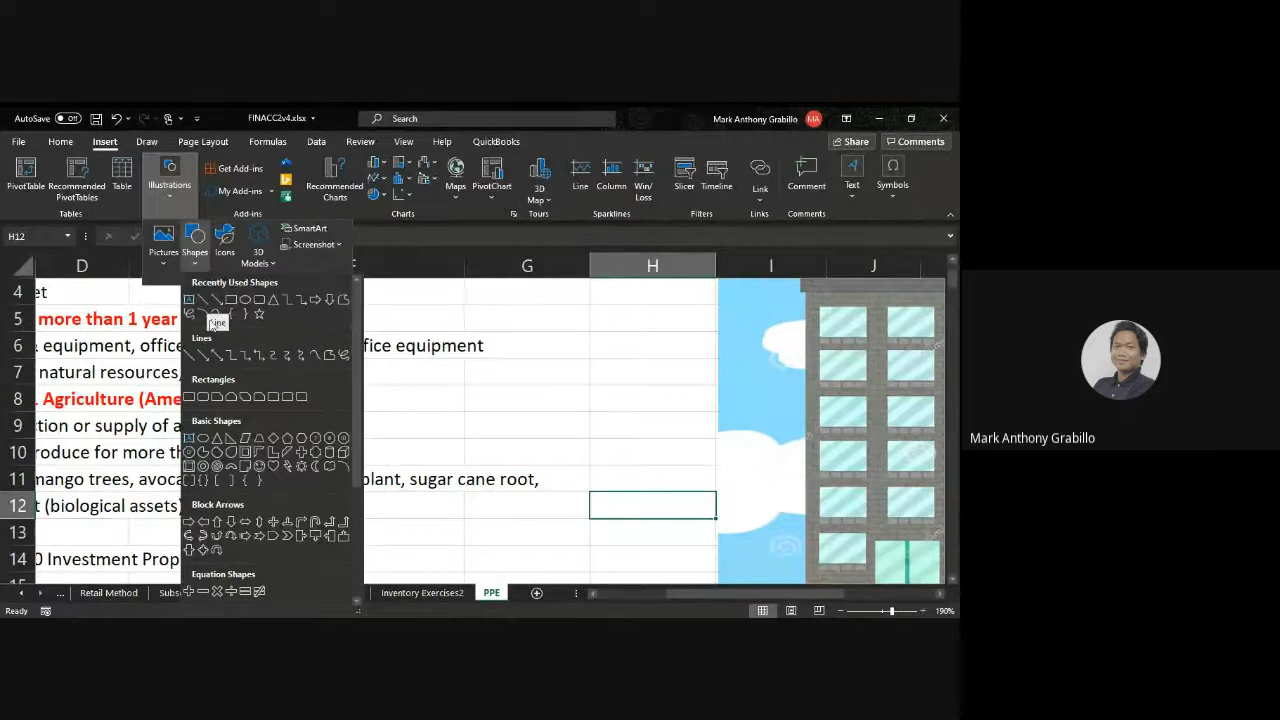 AutoSave Off FINACC2v4.xlsx Search Mark Anthony Grabillo MA
File Home Insert Draw Page Layout Formulas Data Review View Help QuickBooks Share Comments
PivotTable Recommended PivotTables Table Illustrations Get Add-ins My Add-ins Recommended Charts Maps PivotChart 3D Map Line Column Win/Loss Slicer Timeline Link Comment Text Symbols
Tables Add-ins Charts Tours Sparklines Filters Links Comments
H12 Pictures Shapes Icons 3D Models SmartArt
Screenshot
D G H I J
Recently Used Shapes
4 et
5 more than 1 year
Line
Lines
6 equipment, office fice equipment
7 natural resources,
Rectangles
8 . Agriculture (Ame
9 ction or supply of a
Basic Shapes
10 roduce for more th
11 mango trees, avoca plant, sugar cane root,
12 t (biological assets)
Block Arrows
13
14 0 Investment Prop
Equation Shapes
... Retail Method Subs Inventory Exercises2 PPE
Ready 190%
Mark Anthony Grabillo